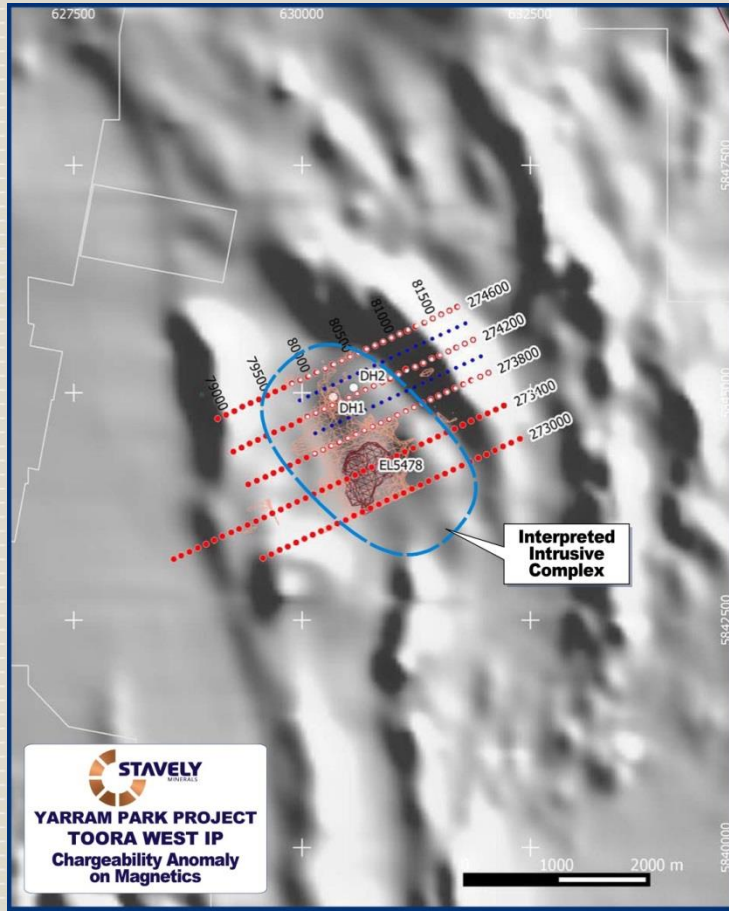 627500
630000
632500
5847500
81500
274600
81000
80500
274200
80000
273800
79500
DH2
79000
DH1
5845000
273400
EL5478
273000
Interpreted
Intrusive
Complex
5842500
STAVELY
MINERALS
YARRAM PARK PROJECT
TOORA WEST IP
Chargeability Anomaly
on Magnetics
5840000
0 1000 2000 m